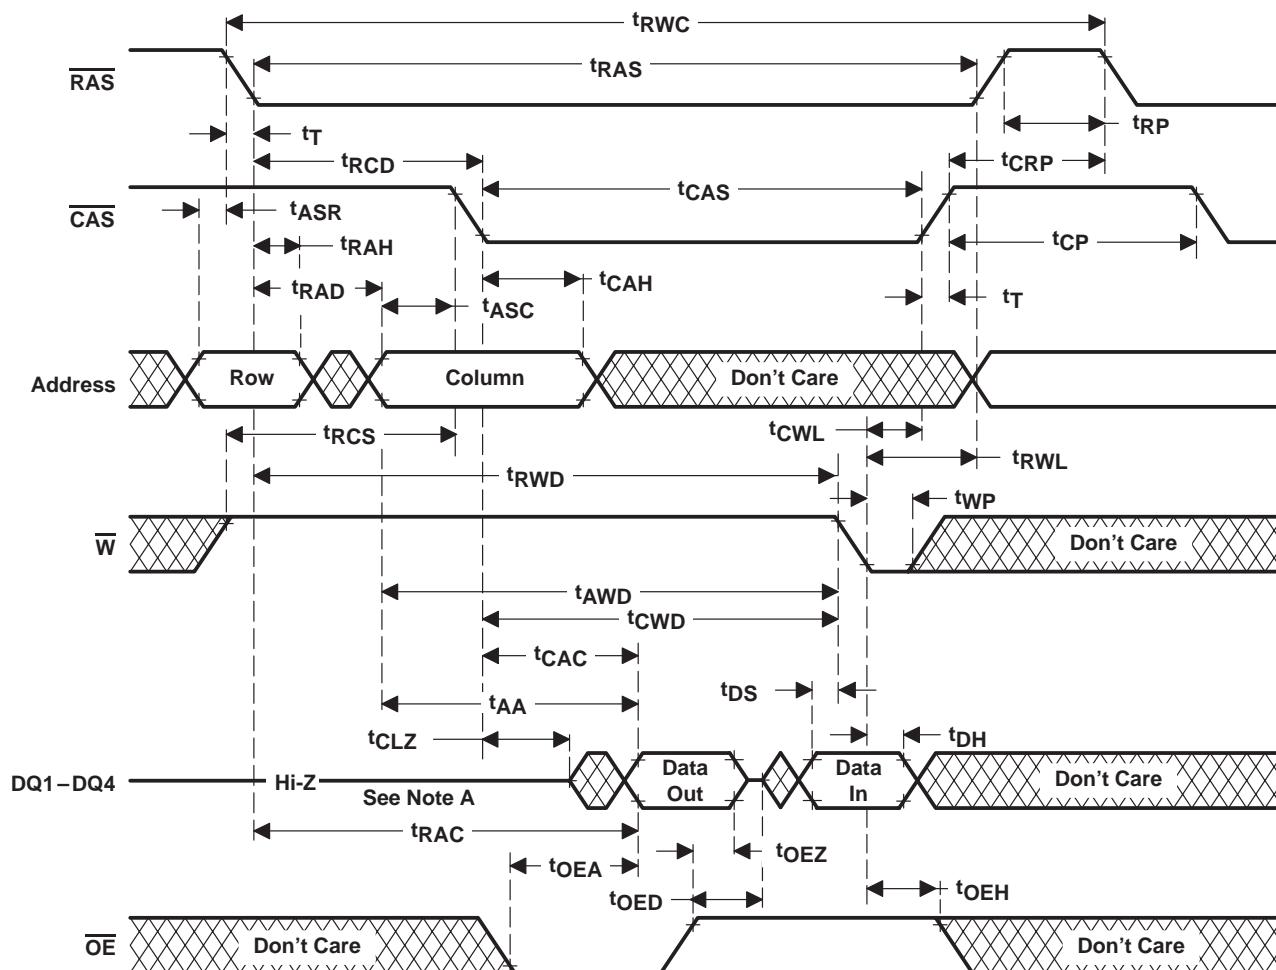 tRWC
RAS
tRAS
tT
tRP
tRCD
tCRP
CAS
tASR
tCAS
tRAH
tCP
tRAD
tCAH
tASC
tT
Address
Row
Column
Don't Care
tRCS
tCWL
tRWL
tRWD
tWP
W
Don't Care
tAWD
tCWD
tCAC
tDS
tAA
tCLZ
tDH
DQ1–DQ4
Hi-Z
See Note A
Data
Out
Data
In
Don't Care
tRAC
tOEZ
tOEA
tOED
tOEH
OE
Don't Care
Don't Care